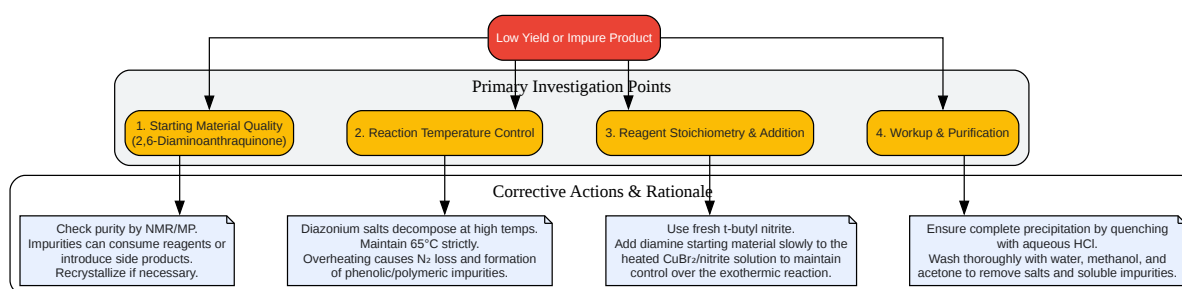 Low Yield or Impure Product
Primary Investigation Points
1. Starting Material Quality
(2,6-Diaminoanthraquinone)
2. Reaction Temperature Control
3. Reagent Stoichiometry & Addition
4. Workup & Purification
Corrective Actions & Rationale
Check purity by NMR/MP.
Impurities can consume reagents or
introduce side products.
Recrystallize if necessary.
Diazonium salts decompose at high temps.
Maintain 65°C strictly.
Overheating causes N₂ loss and formation
of phenolic/polymeric impurities.
Use fresh t-butyl nitrite.
Add diamine starting material slowly to the
heated CuBr₂/nitrite solution to maintain
control over the exothermic reaction.
Ensure complete precipitation by quenching
with aqueous HCl.
Wash thoroughly with water, methanol, and
acetone to remove salts and soluble impurities.